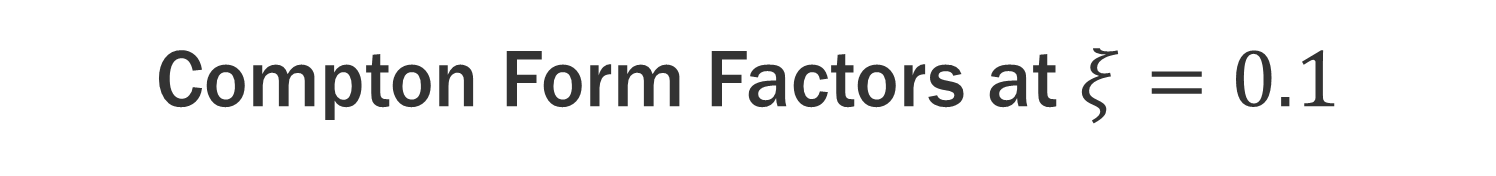 Compton Form Factors at ξ = 0.1